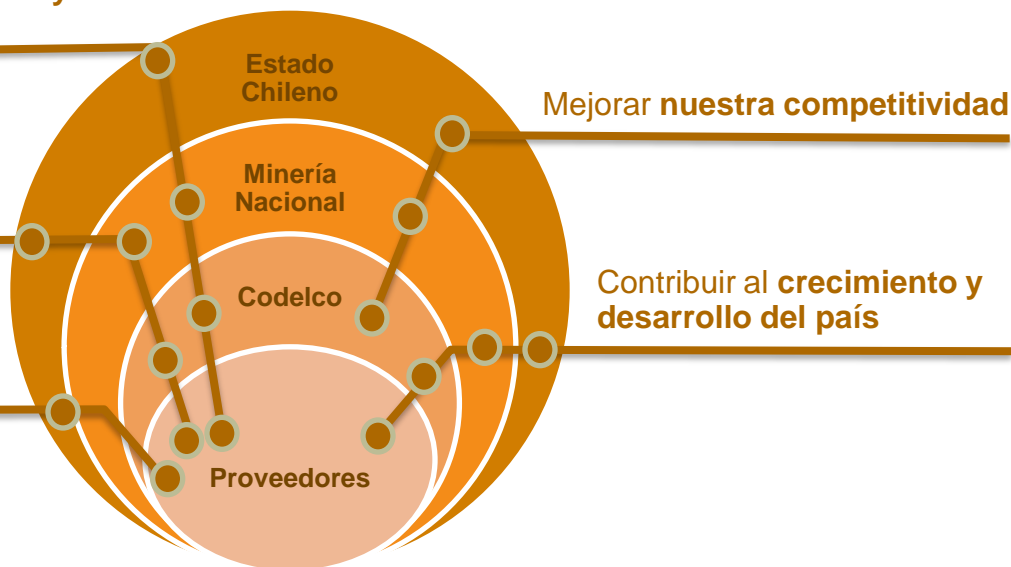 y
Estado
Chileno
Mejorar nuestra competitividad
Minería
Nacional
Contribuir al crecimiento y
desarrollo del país
Codelco
Proveedores